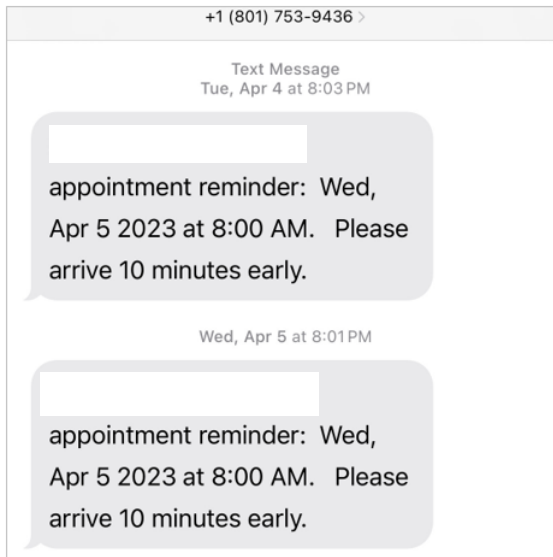 +1 (801) 753-9436 >
Text Message
Tue, Apr 4 at 8:03 PM
appointment reminder:  Wed,
Apr 5 2023 at 8:00 AM.   Please
arrive 10 minutes early.
Wed, Apr 5 at 8:01 PM
appointment reminder:  Wed,
Apr 5 2023 at 8:00 AM.   Please
arrive 10 minutes early.